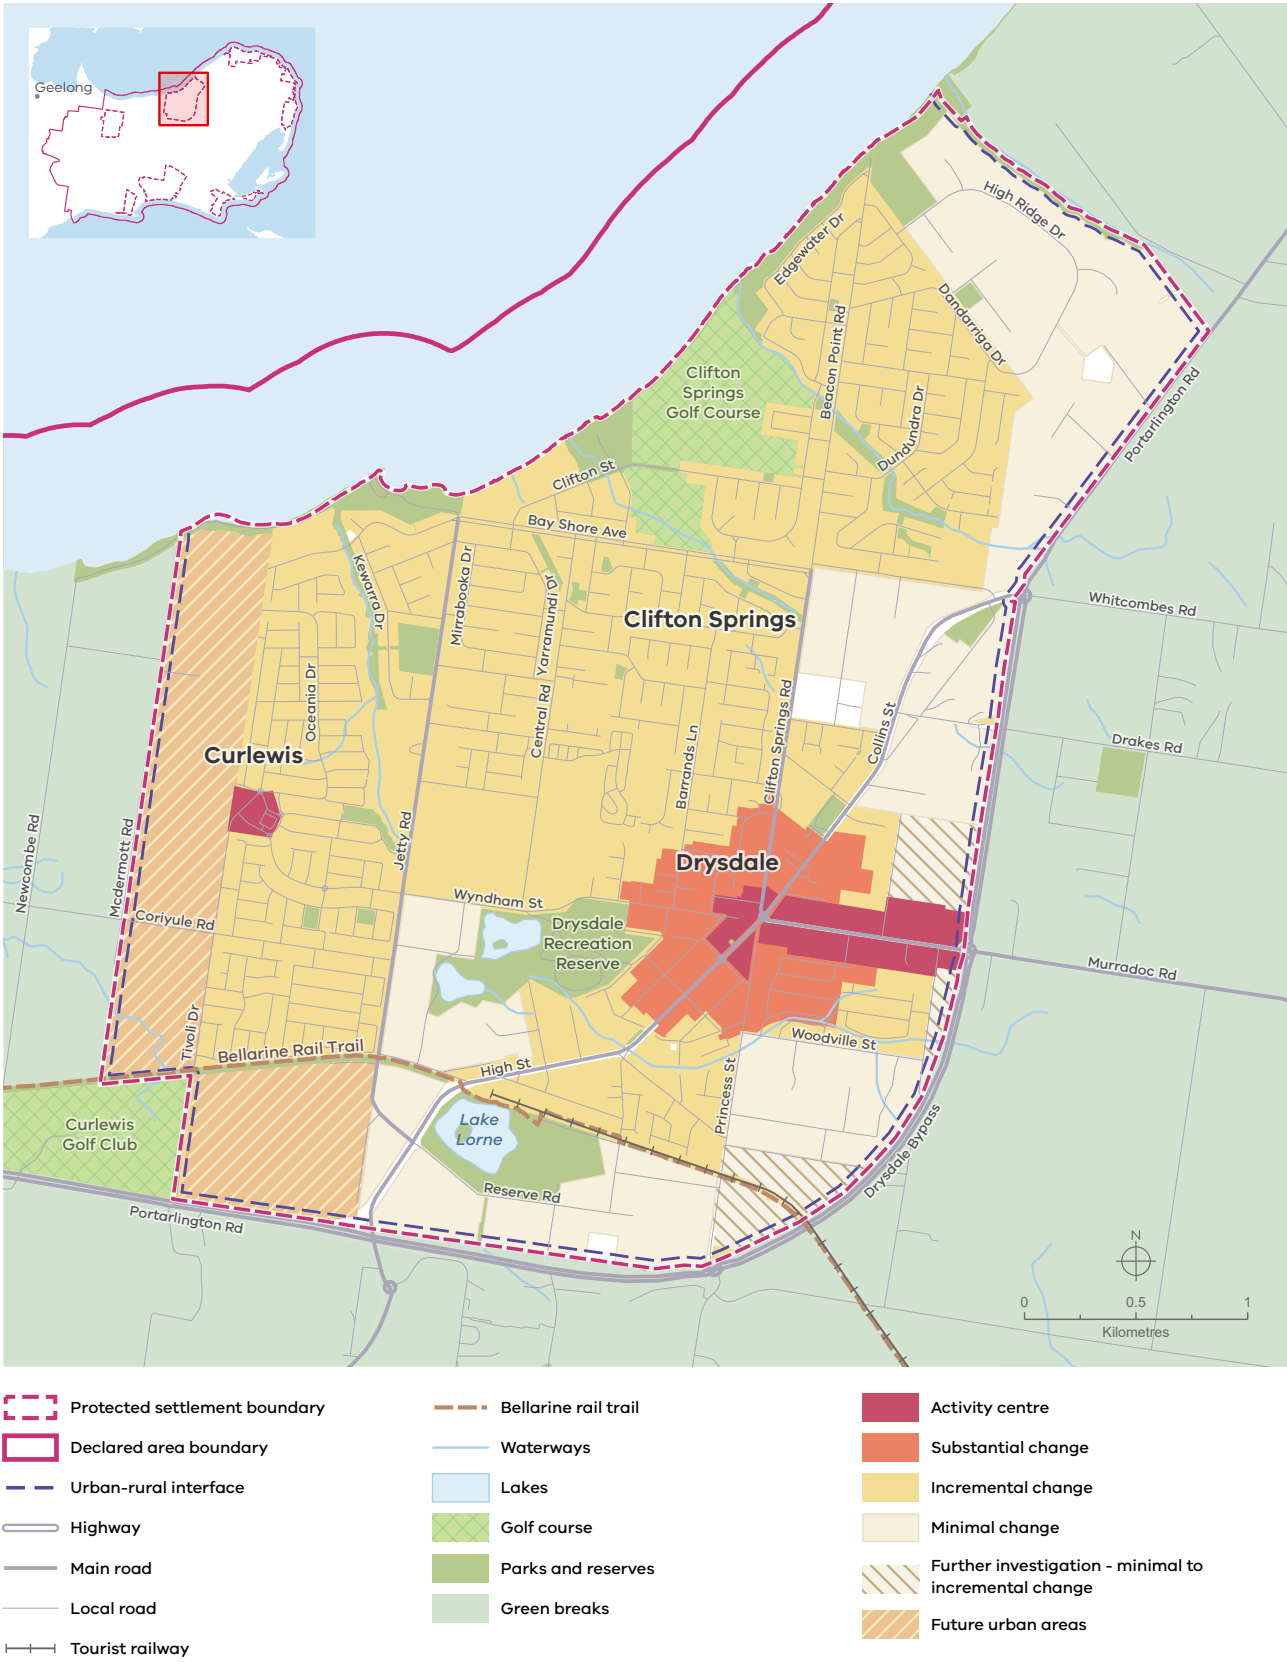 Geelong
High Ridge Dr
Edgewater Dr
Dandarriga Dr
Beacon Point Rd
Clifton
Springs
Golf Course
Portarlington Rd
Dundundra Dr
Clifton St
Bay Shore Ave
Kewarra Dr
Mirrabooka Dr
Yarramundi Dr
Whitcombes Rd
Clifton Springs
Oceania Dr
Central Rd
Clifton Springs Rd
Collins St
Barrands Ln
Drakes Rd
Curlewis
Newcombe Rd
Mcdermott Rd
Jetty Rd
Drysdale
Wyndham St
Coriyule Rd
Drysdale
Recreation
Reserve
Murradoc Rd
Tivoli Dr
Bellarine Rail Trail
Woodville St
High St
Princess St
Curlewis
Golf Club
Lake
Lorne
Drysdale Bypass
Reserve Rd
Portarlington Rd
N
0 0.5 1
Kilometres
Protected settlement boundary
Declared area boundary
Urban-rural interface
Highway
Main road
Local road
Tourist railway
Bellarine rail trail
Waterways
Lakes
Golf course
Parks and reserves
Green breaks
Activity centre
Substantial change
Incremental change
Minimal change
Further investigation - minimal to
incremental change
Future urban areas